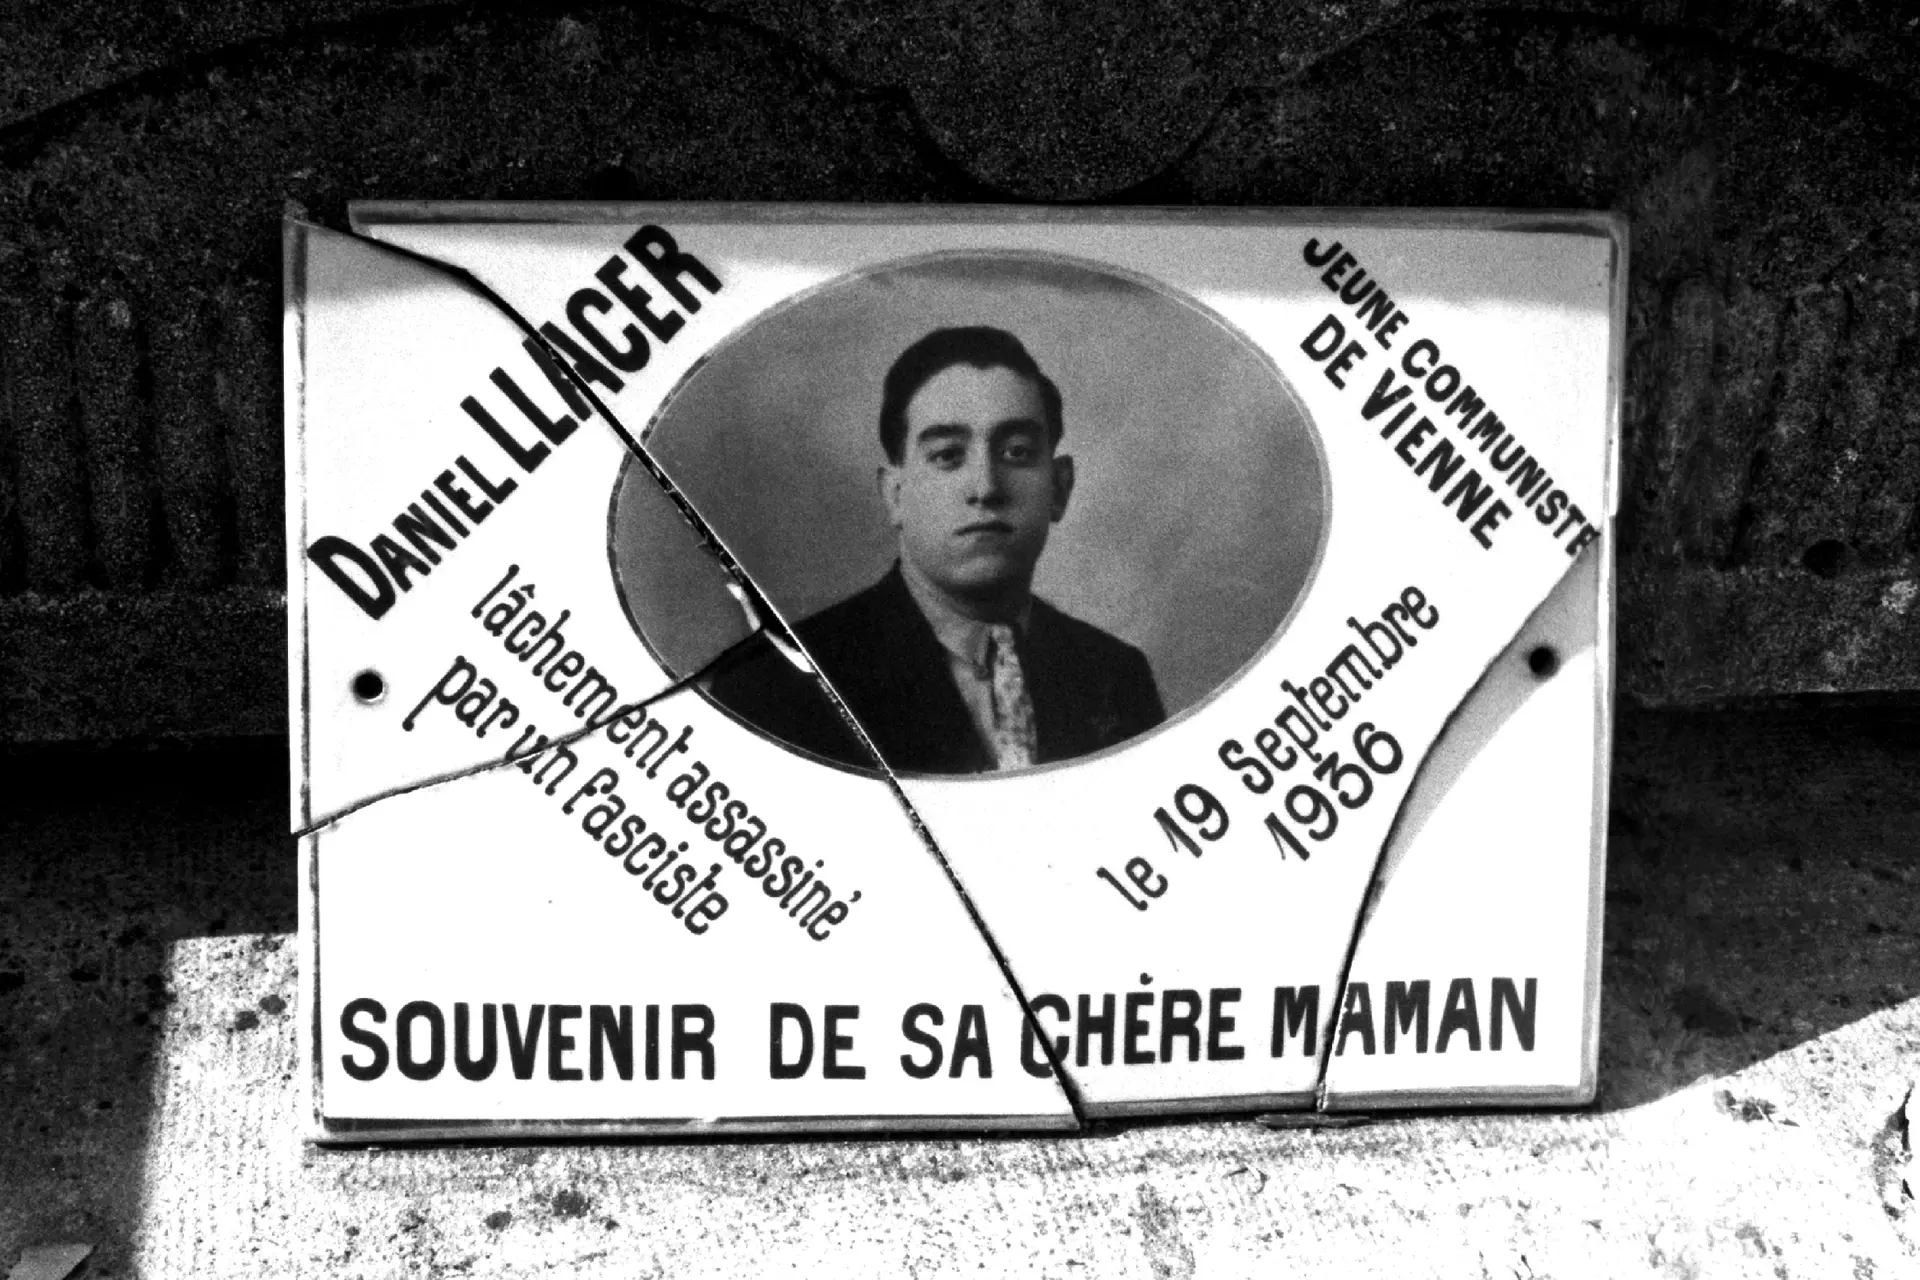 DANIEL LLACER
lâchement assassiné
par un fasciste
JEUNE COMMUNISTE
DE VIENNE
le 19 Septembre
1936
SOUVENIR DE SA CHÈRE MAMAN